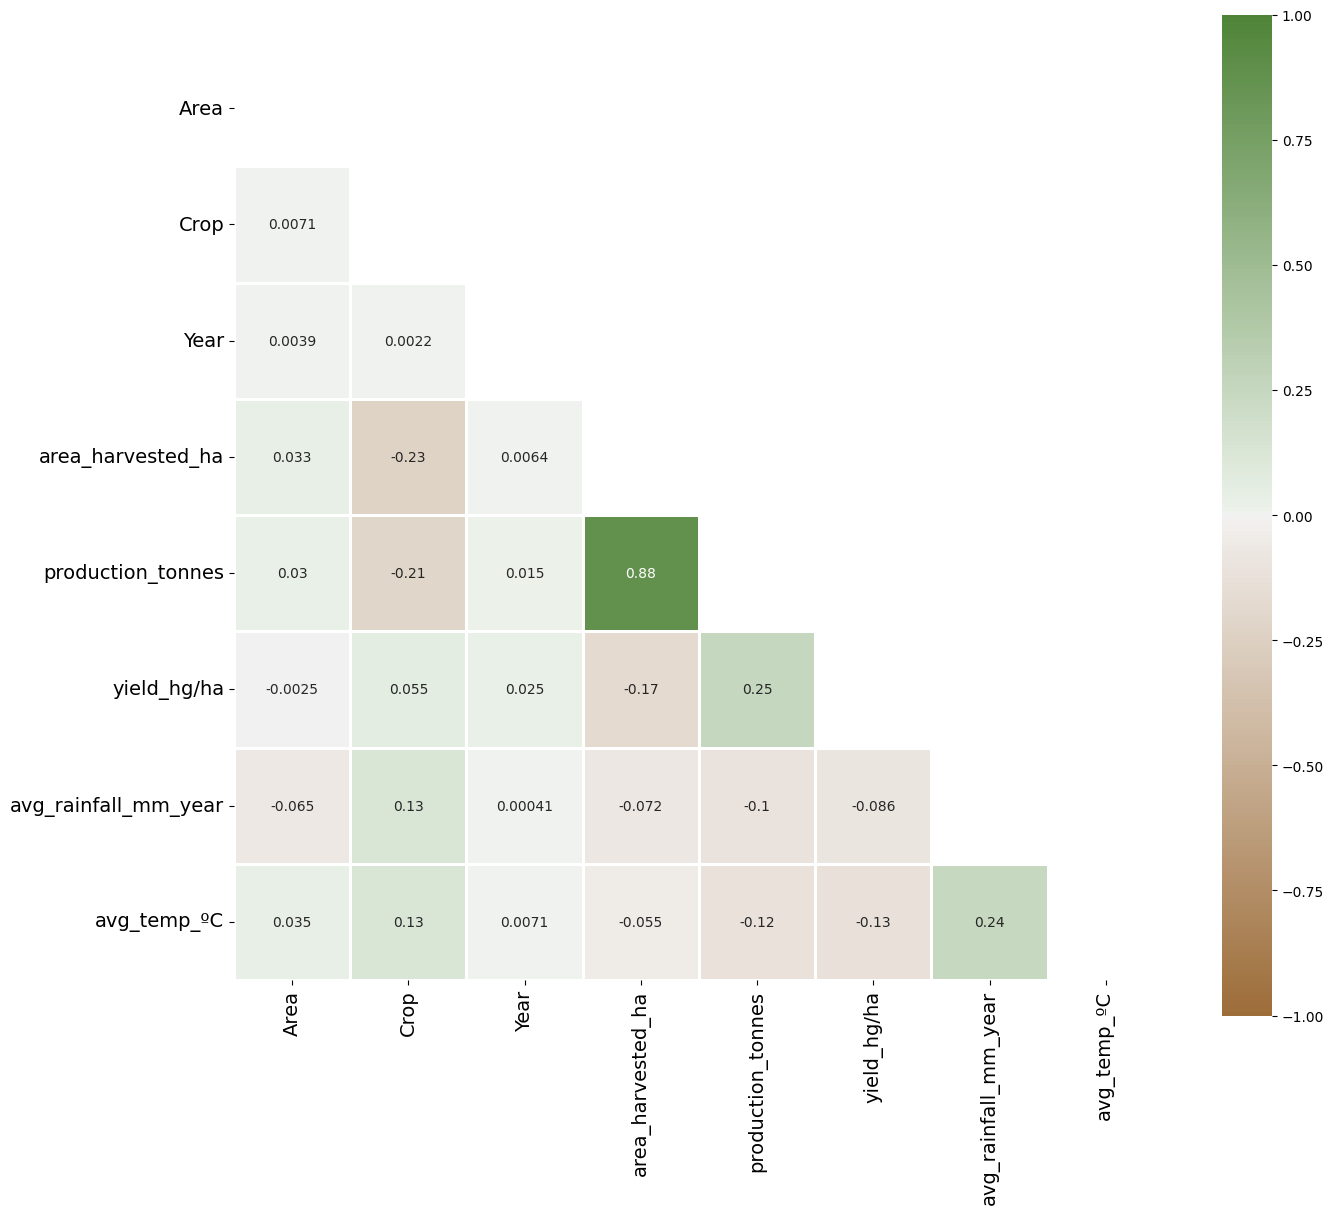 Area
Crop 0.0071
Year 0.0039 0.0022
area_harvested_ha 0.033 -0.23 0.0064
production_tonnes 0.03 -0.21 0.015 0.88
yield_hg/ha -0.0025 0.055 0.025 -0.17 0.25
avg_rainfall_mm_year -0.065 0.13 0.00041 -0.072 -0.1 -0.086
avg_temp_ºC 0.035 0.13 0.0071 -0.055 -0.12 -0.13 0.24
Area
Crop
Year
area_harvested_ha
production_tonnes
yield_hg/ha
avg_rainfall_mm_year
avg_temp_ºC
1.00
0.75
0.50
0.25
0.00
−0.25
−0.50
−0.75
−1.00